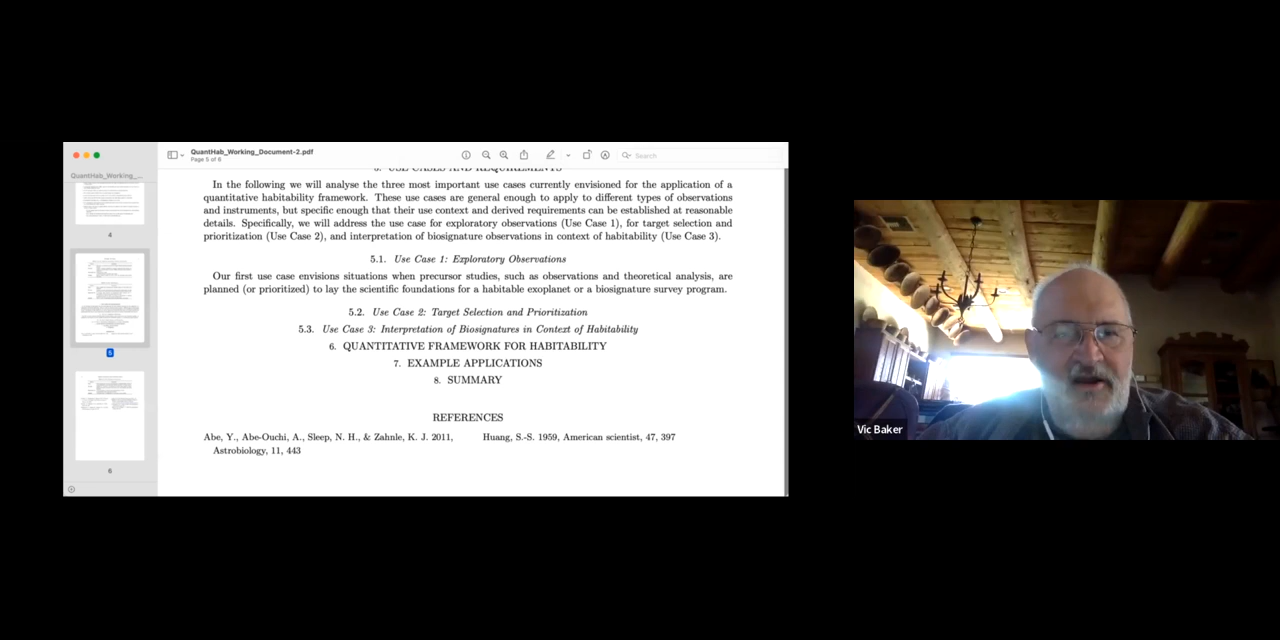 QuantHab_Working_Document-2.pdf
Page 5 of 6
Search
QuantHab_Working_...
4
5
6
5. USE CASES AND REQUIREMENTS
In the following we will analyse the three most important use cases currently envisioned for the application of a
quantitative habitability framework. These use cases are general enough to apply to different types of observations
and instruments, but specific enough that their use context and derived requirements can be established at reasonable
details. Specifically, we will address the use case for exploratory observations (Use Case 1), for target selection and
prioritization (Use Case 2), and interpretation of biosignature observations in context of habitability (Use Case 3).
5.1. Use Case 1: Exploratory Observations
Our first use case envisions situations when precursor studies, such as observations and theoretical analysis, are
planned (or prioritized) to lay the scientific foundations for a habitable exoplanet or a biosignature survey program.
5.2. Use Case 2: Target Selection and Prioritization
5.3. Use Case 3: Interpretation of Biosignatures in Context of Habitability
6. QUANTITATIVE FRAMEWORK FOR HABITABILITY
7. EXAMPLE APPLICATIONS
8. SUMMARY
REFERENCES
Abe, Y., Abe-Ouchi, A., Sleep, N. H., & Zahnle, K. J. 2011,
Astrobiology, 11, 443
Huang, S.-S. 1959, American scientist, 47, 397
Vic Baker